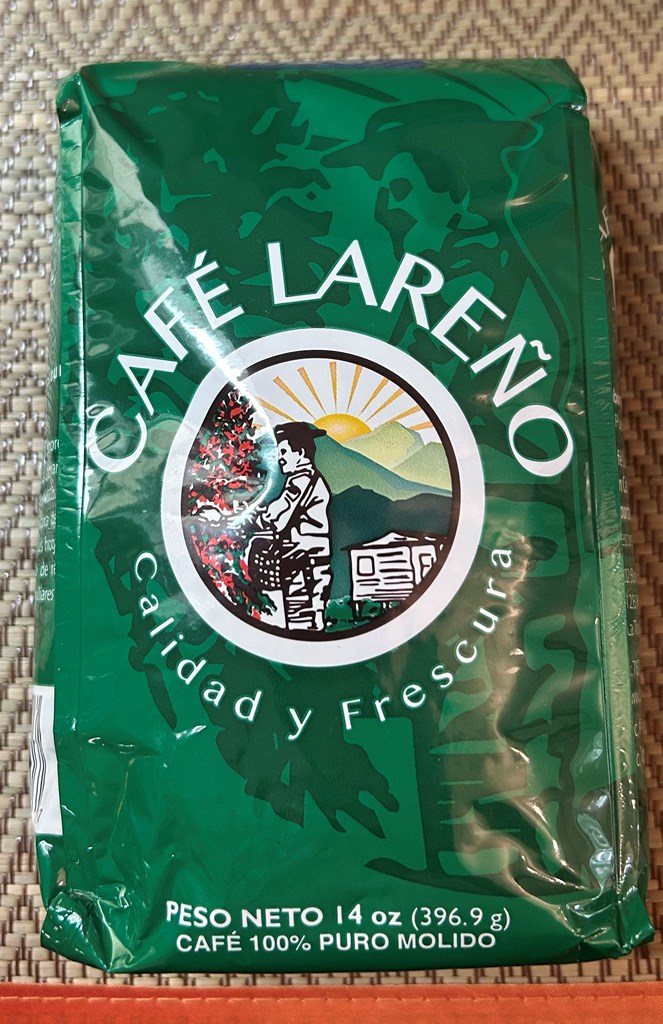 CAFÉ LAREÑO
Calidad y Frescura
PESO NETO 14 oz (396.9 g)
CAFÉ 100% PURO MOLIDO